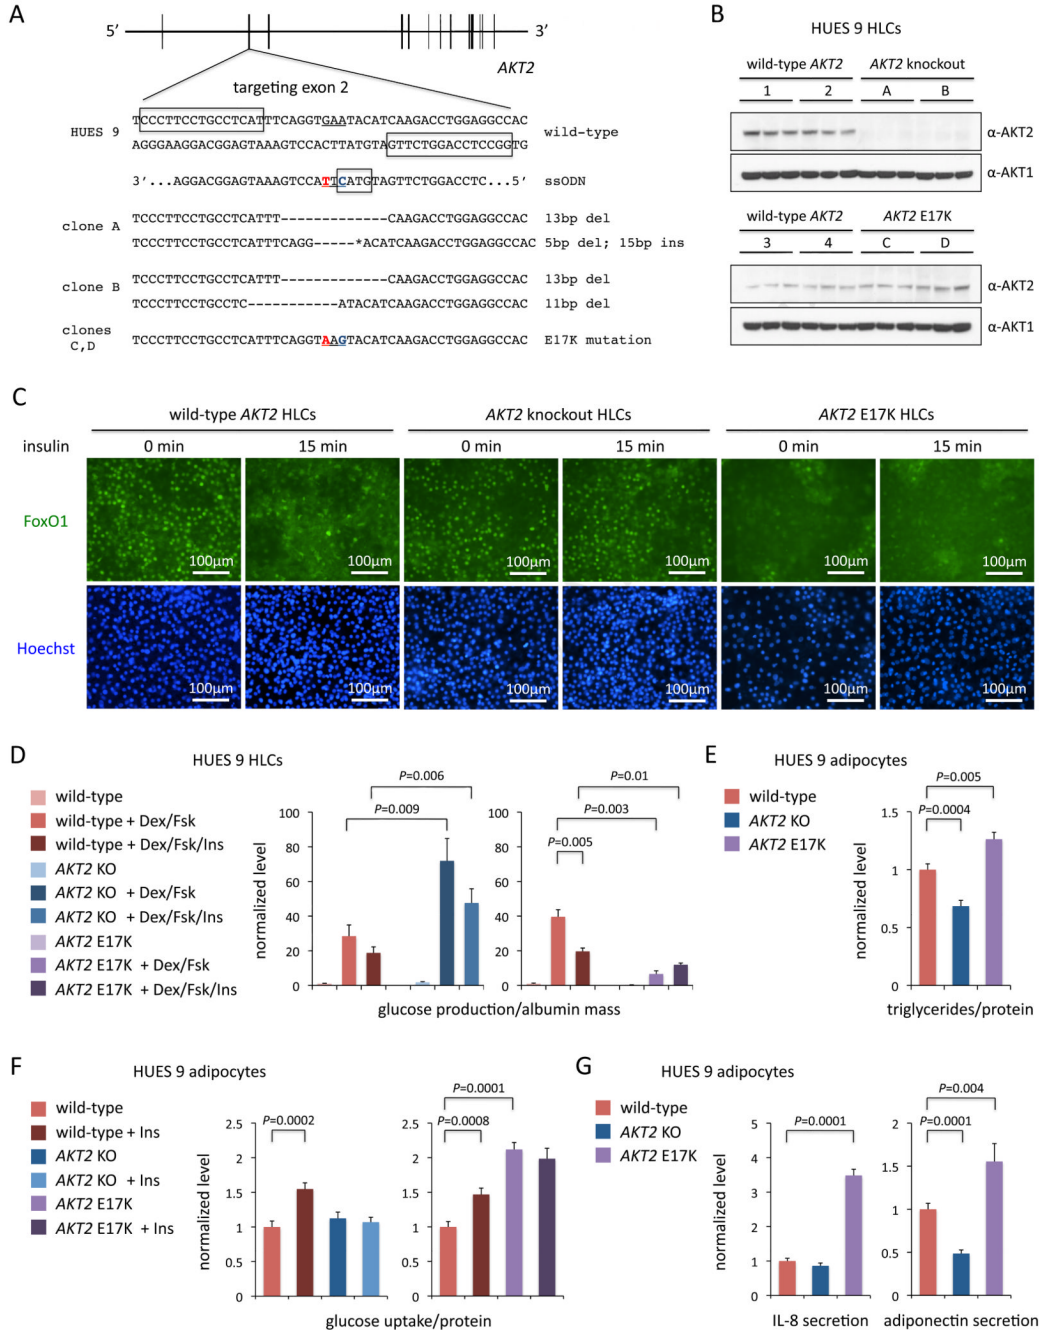 A
5′ 3′
AKT2
targeting exon 2
HUES 9
TCCCTTCCTGCCTCATTTCAGGTGAATACATCAAGACCTGGAGGCCAC
AGGGAAGGACGGAGTAAAGTCCACTTATGTAGTTCTGGACCTCCGGTG
wild-type
3′...AGGACGGAGTAAAGTCCATTCATGTAGTTCTGGACCTC...5′ ssODN
clone A
TCCCTTCCTGCCTCATTT---------------CAAGACCTGGAGGCCAC 13bp del
TCCCTTCCTGCCTCATTTCAGG-----*ACATCAAGACCTGGAGGCCAC 5bp del; 15bp ins
clone B
TCCCTTCCTGCCTCATTT---------------CAAGACCTGGAGGCCAC 13bp del
TCCCTTCCTGCCTC-------------ATACATCAAGACCTGGAGGCCAC 11bp del
clones C,D
TCCCTTCCTGCCTCATTTCAGGTAAGTACATCAAGACCTGGAGGCCAC E17K mutation
B
HUES 9 HLCs
wild-type AKT2 AKT2 knockout
1 2 A B
α-AKT2
α-AKT1
wild-type AKT2 AKT2 E17K
3 4 C D
α-AKT2
α-AKT1
C
wild-type AKT2 HLCs AKT2 knockout HLCs AKT2 E17K HLCs
insulin 0 min 15 min 0 min 15 min 0 min 15 min
FoxO1
100µm 100µm 100µm 100µm 100µm 100µm
Hoechst
100µm 100µm 100µm 100µm 100µm 100µm
D
HUES 9 HLCs
wild-type
wild-type + Dex/Fsk
wild-type + Dex/Fsk/Ins
AKT2 KO
AKT2 KO + Dex/Fsk
AKT2 KO + Dex/Fsk/Ins
AKT2 E17K
AKT2 E17K + Dex/Fsk
AKT2 E17K + Dex/Fsk/Ins
normalized level
100
80
60
40
20
0
P=0.006
P=0.009
100
80
60
40
20
0
P=0.01
P=0.003
P=0.005
glucose production/albumin mass
E
HUES 9 adipocytes
wild-type
AKT2 KO
AKT2 E17K
normalized level
1.5
1
0.5
0
P=0.005
P=0.0004
triglycerides/protein
F
HUES 9 adipocytes
wild-type
wild-type + Ins
AKT2 KO
AKT2 KO + Ins
AKT2 E17K
AKT2 E17K + Ins
normalized level
2.5
2
1.5
1
0.5
0
P=0.0002
2.5
2
1.5
1
0.5
0
P=0.0001
P=0.0008
glucose uptake/protein
G
HUES 9 adipocytes
wild-type
AKT2 KO
AKT2 E17K
normalized level
5
4
3
2
1
0
P=0.0001
IL-8 secretion
2
1.5
1
0.5
0
P=0.004
P=0.0001
adiponectin secretion